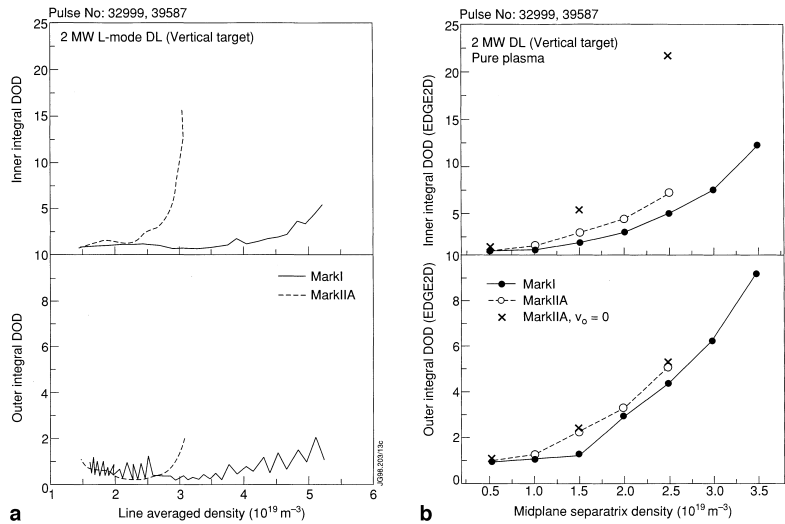 Pulse No: 32999, 39587
2 MW L-mode DL (Vertical target)
Inner integral DOD
25
20
15
10
5
10
MarkI
MarkIIA
Outer integral DOD
8
6
4
2
0
1
2
3
4
5
6
Line averaged density (10¹⁹ m⁻³)
JG98.203/13c
a
Pulse No: 32999, 39587
2 MW DL (Vertical target)
Pure plasma
Inner integral DOD (EDGE2D)
25
20
15
10
5
10
MarkI
MarkIIA
MarkIIA, v₀ = 0
Outer integral DOD (EDGE2D)
8
6
4
2
0
0.5
1.0
1.5
2.0
2.5
3.0
3.5
Midplane separatrix density (10¹⁹ m⁻³)
b